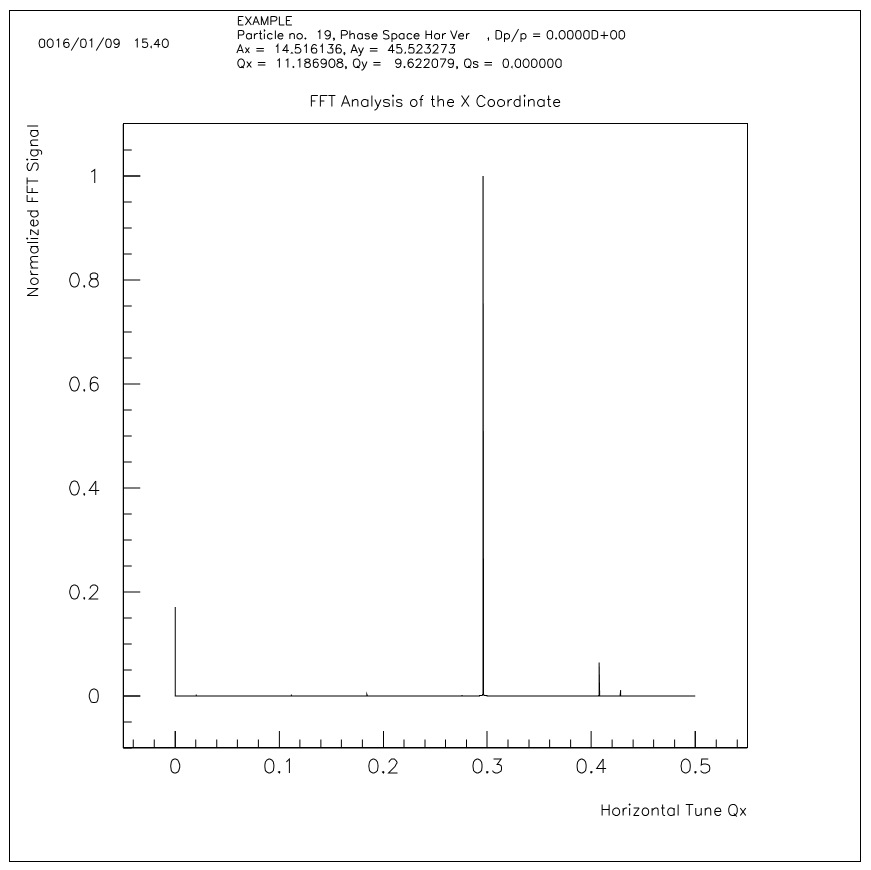 EXAMPLE
0016/01/09 15.40
Particle no. 19, Phase Space Hor Ver , Dp/p = 0.0000D+00
Ax = 14.516136, Ay = 45.523273
Qx = 11.186908, Qy = 9.622079, Qs = 0.000000
FFT Analysis of the X Coordinate
Normalized FFT Signal
1
0.8
0.6
0.4
0.2
0
0 0.1 0.2 0.3 0.4 0.5
Horizontal Tune Qx